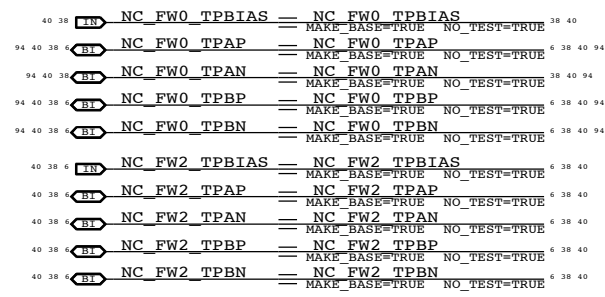 40 38 IN NC_FW0_TPBIAS NC_FW0_TPBIAS 38 40
MAKE_BASE=TRUE NO_TEST=TRUE
94 40 38 6 BI NC_FW0_TPAP NC_FW0_TPAP 6 38 40 94
MAKE_BASE=TRUE NO_TEST=TRUE
94 40 38 BI NC_FW0_TPAN NC_FW0_TPAN 38 40 94
MAKE_BASE=TRUE NO_TEST=TRUE
94 40 38 6 BI NC_FW0_TPBP NC_FW0_TPBP 6 38 40 94
MAKE_BASE=TRUE NO_TEST=TRUE
94 40 38 6 BI NC_FW0_TPBN NC_FW0_TPBN 6 38 40 94
MAKE_BASE=TRUE NO_TEST=TRUE
40 38 6 IN NC_FW2_TPBIAS NC_FW2_TPBIAS 6 38 40
MAKE_BASE=TRUE NO_TEST=TRUE
40 38 6 BI NC_FW2_TPAP NC_FW2_TPAP 6 38 40
MAKE_BASE=TRUE NO_TEST=TRUE
40 38 6 BI NC_FW2_TPAN NC_FW2_TPAN 6 38 40
MAKE_BASE=TRUE NO_TEST=TRUE
40 38 6 BI NC_FW2_TPBP NC_FW2_TPBP 6 38 40
MAKE_BASE=TRUE NO_TEST=TRUE
40 38 6 BI NC_FW2_TPBN NC_FW2_TPBN 6 38 40
MAKE_BASE=TRUE NO_TEST=TRUE